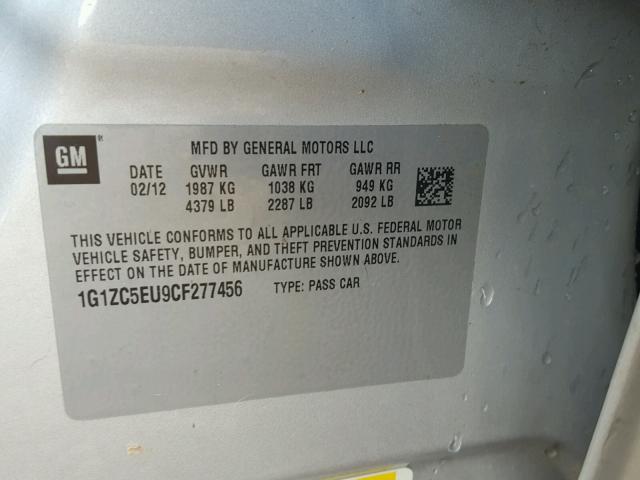 GM ®
MFD BY GENERAL MOTORS LLC
DATE GVWR GAWR FRT GAWR RR
02/12 1987 KG 1038 KG 949 KG
4379 LB 2287 LB 2092 LB
THIS VEHICLE CONFORMS TO ALL APPLICABLE U.S. FEDERAL MOTOR
VEHICLE SAFETY, BUMPER, AND THEFT PREVENTION STANDARDS IN
EFFECT ON THE DATE OF MANUFACTURE SHOWN ABOVE.
1G1ZC5EU9CF277456 TYPE: PASS CAR